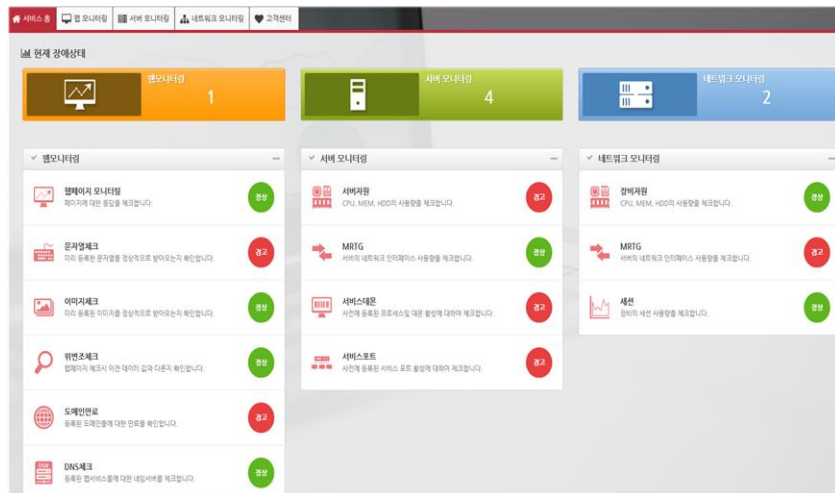 서비스 홈
웹 모니터링
서버 모니터링
네트워크 모니터링
고객센터
현재 장애상태
웹모니터링
1
서버 모니터링
4
네트워크 모니터링
2
웹모니터링
웹페이지 모니터링
페이지에 대한 응답을 체크합니다.
정상
문자열체크
미리 등록한 문자열을 정상적으로 받아오는지 확인합니다.
경고
이미지체크
미리 등록된 이미지를 정상적으로 받아오는지 확인합니다.
정상
위변조체크
웹페이지 체크시 이전 데이터 값과 다른지 확인합니다.
정상
도메인만료
등록된 도메인들에 대한 만료를 확인합니다.
경고
DNS체크
등록된 웹서비스들에 대한 네임서버를 체크합니다.
정상
서버 모니터링
서버자원
CPU, MEM, HDD의 사용량을 체크합니다.
경고
MRTG
서버의 네트워크 인터페이스 사용량을 체크합니다.
정상
서비스데몬
사전에 등록된 프로세스및 데몬 활성에 대하여 체크합니다.
경고
서비스포트
사전에 등록된 서비스 포트 활성에 대하여 체크합니다.
경고
네트워크 모니터링
장비자원
CPU, MEM, HDD의 사용량을 체크합니다.
정상
MRTG
서버의 네트워크 인터페이스 사용량을 체크합니다.
경고
세션
장비의 세션 사용량을 체크합니다.
정상